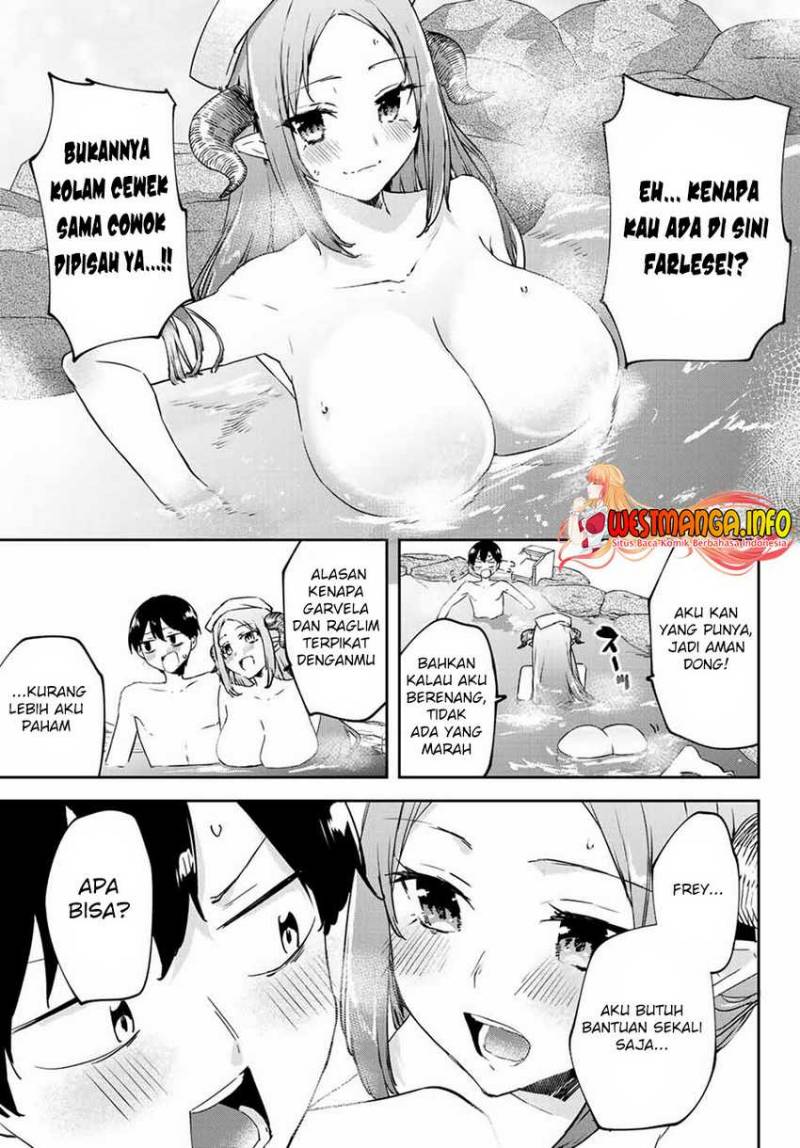 EH... KENAPA
KAU ADA DI SINI
FARLESE!?
BUKANNYA
KOLAM CEWEK
SAMA COWOK
DIPISAH YA...!!
WESTMANGA.INFO
Situs Baca Komik Berbahasa Indonesia
AKU KAN
YANG PUNYA,
JADI AMAN
DONG!
BAHKAN
KALAU AKU
BERENANG,
TIDAK
ADA YANG
MARAH
ALASAN
KENAPA
GARVELA
DAN RAGLIM
TERPIKAT
DENGANMU
...KURANG
LEBIH AKU
PAHAM
FREY...
AKU BUTUH
BANTUAN SEKALI
SAJA...
APA
BISA?